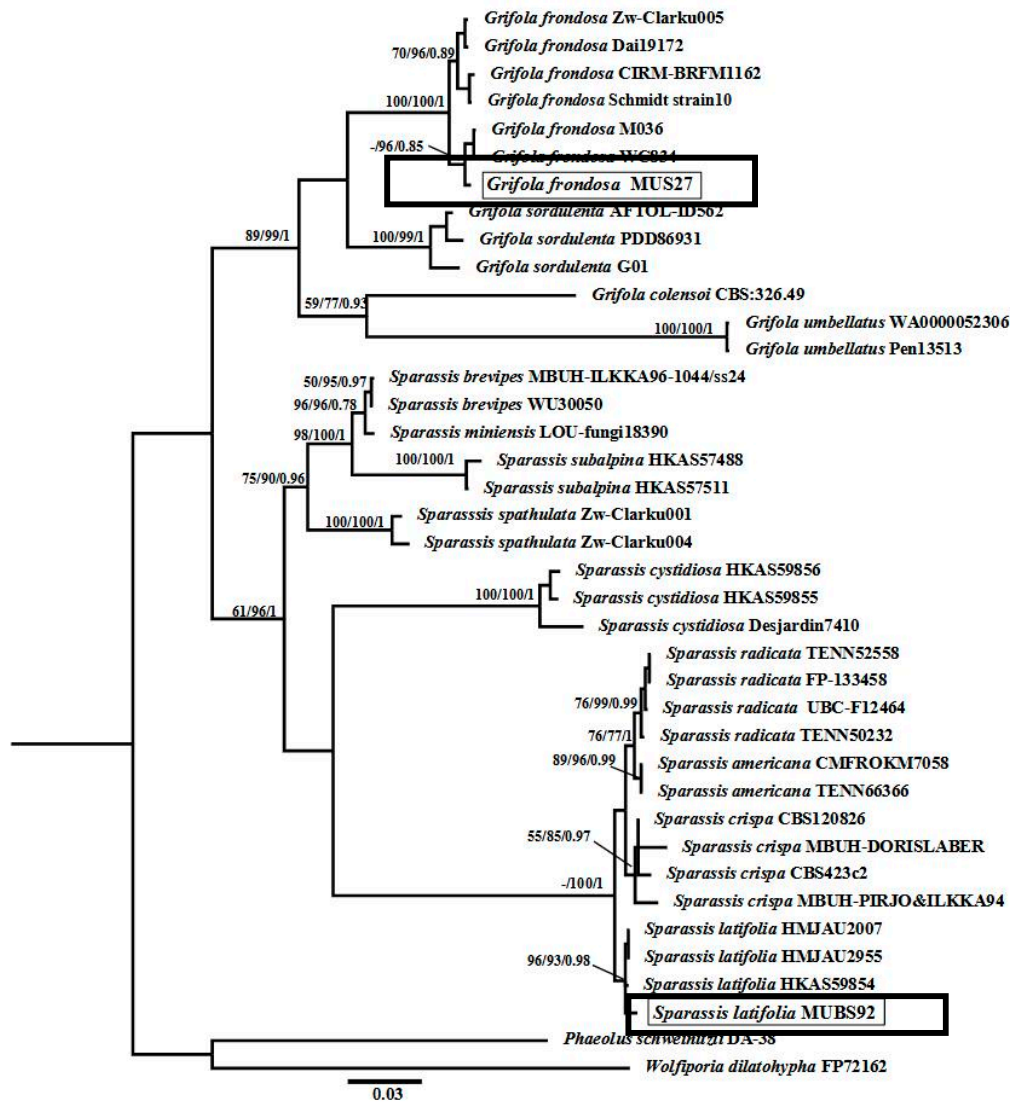 Grifola frondosa Zw-Clarku005
Grifola frondosa Dai19172
70/96/0.89
Grifola frondosa CIRM-BRFM1162
Grifola frondosa Schmidt strain10
100/100/1
Grifola frondosa M036
-/96/0.85
Grifola frondosa WC834
Grifola frondosa MUS27
Grifola sordulenta AFTOL-ID562
89/99/1
100/99/1
Grifola sordulenta PDD86931
Grifola sordulenta G01
Grifola colensoi CBS:326.49
59/77/0.93
Grifola umbellatus WA0000052306
100/100/1
Grifola umbellatus Pen13513
50/95/0.97
Sparassis brevipes MBUH-ILKKA96-1044/ss24
96/96/0.78
Sparassis brevipes WU30050
Sparassis miniensis LOU-fungi18390
98/100/1
Sparassis subalpina HKAS57488
100/100/1
75/90/0.96
Sparassis subalpina HKAS57511
Sparasssis spathulata Zw-Clarku001
100/100/1
Sparassis spathulata Zw-Clarku004
Sparassis cystidiosa HKAS59856
100/100/1
Sparassis cystidiosa HKAS59855
61/96/1
Sparassis cystidiosa Desjardin7410
Sparassis radicata TENN52558
Sparassis radicata FP-133458
76/99/0.99
Sparassis radicata UBC-F12464
76/77/1
Sparassis radicata TENN50232
89/96/0.99
Sparassis americana CMFROKM7058
Sparassis americana TENN66366
Sparassis crispa CBS120826
55/85/0.97
Sparassis crispa MBUH-DORISLABER
Sparassis crispa CBS423c2
-/100/1
Sparassis crispa MBUH-PIRJO&ILKKA94
Sparassis latifolia HMJAU2007
96/93/0.98
Sparassis latifolia HMJAU2955
Sparassis latifolia HKAS59854
Sparassis latifolia MUBS92
Phaeolus schweinitzii DA-38
Wolfiporia dilatohypha FP72162
0.03